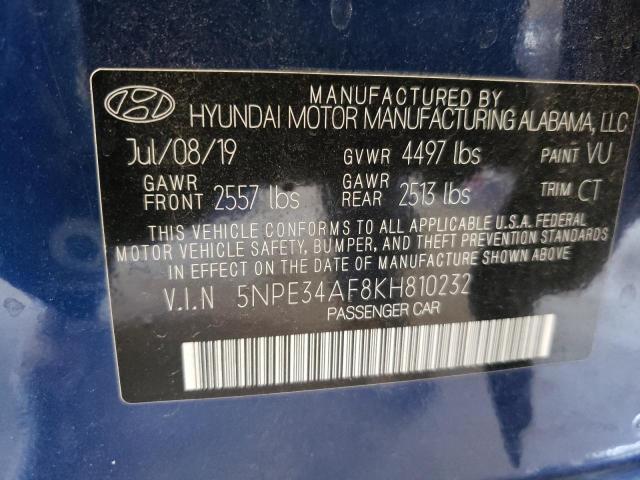 MANUFACTURED BY
HYUNDAI MOTOR MANUFACTURING ALABAMA, LLC
Jul/08/19 GVWR 4497 lbs PAINT VU
GAWR FRONT 2557 lbs GAWR REAR 2513 lbs TRIM CT
THIS VEHICLE CONFORMS TO ALL APPLICABLE U.S.A. FEDERAL
MOTOR VEHICLE SAFETY, BUMPER, AND THEFT PREVENTION STANDARDS
IN EFFECT ON THE DATE OF MANUFACTURE SHOWN ABOVE.
V.I.N 5NPE34AF8KH810232
PASSENGER CAR